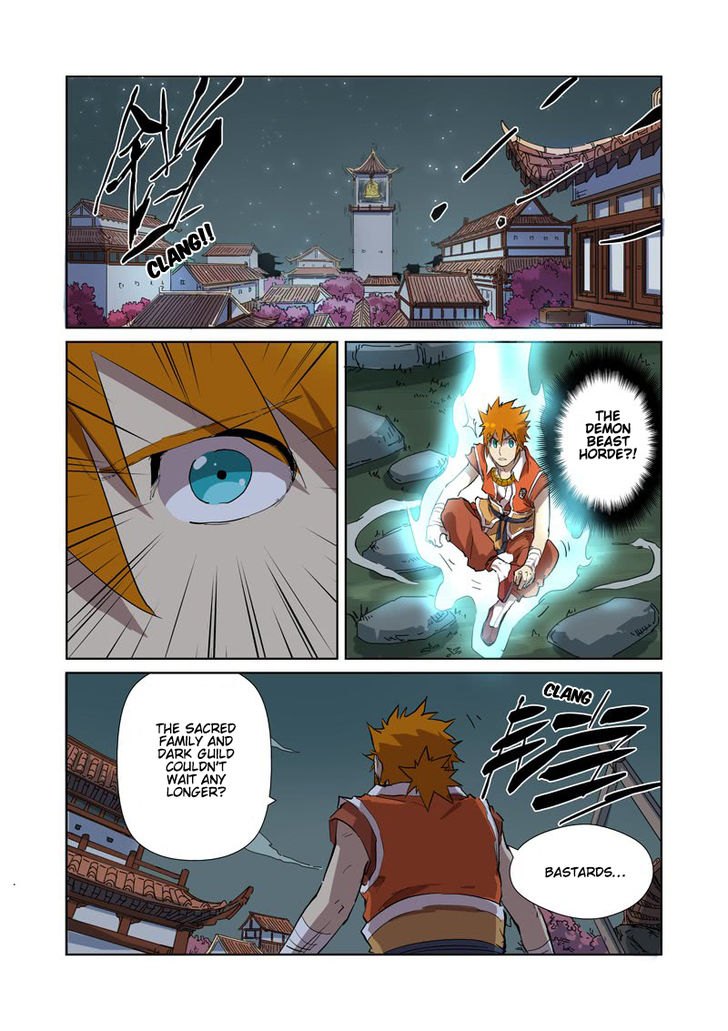 CLANG!!
THE
DEMON
BEAST
HORDE?!
THE SACRED
FAMILY AND
DARK GUILD
COULDN'T
WAIT ANY
LONGER?
CLANG
BASTARDS...